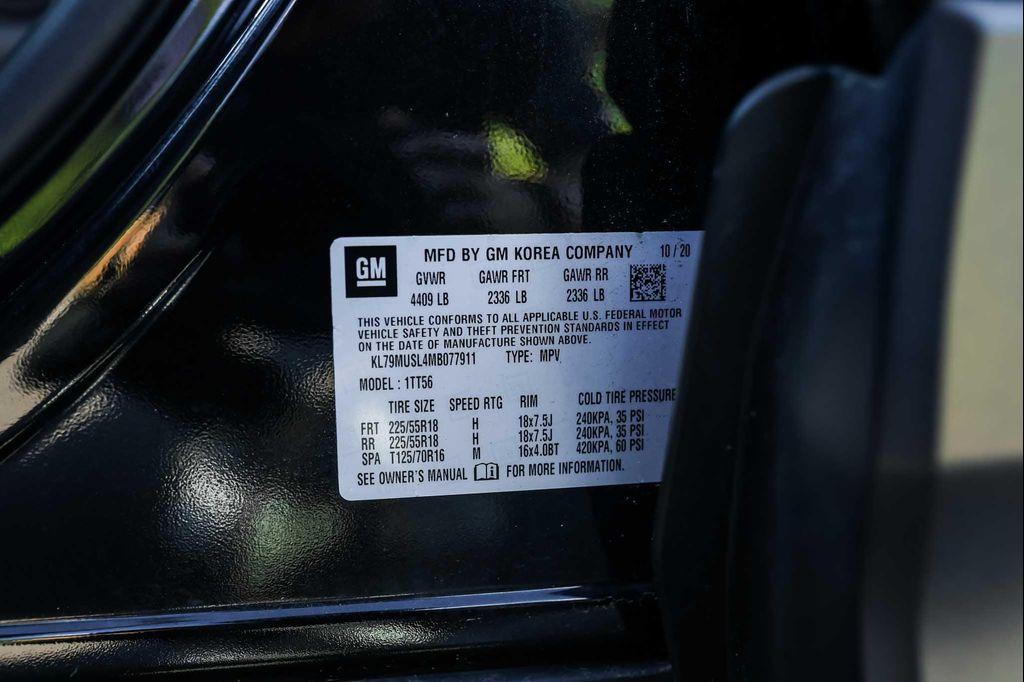 GM
MFD BY GM KOREA COMPANY 10/20
GVWR GAWR FRT GAWR RR
4409 LB 2336 LB 2336 LB
THIS VEHICLE CONFORMS TO ALL APPLICABLE U.S. FEDERAL MOTOR
VEHICLE SAFETY AND THEFT PREVENTION STANDARDS IN EFFECT
ON THE DATE OF MANUFACTURE SHOWN ABOVE.
KL79MUSL4MB077911 TYPE: MPV
MODEL: 1TT56
TIRE SIZE SPEED RTG RIM COLD TIRE PRESSURE
FRT 225/55R18 H 18x7.5J 240KPA, 35 PSI
RR 225/55R18 H 18x7.5J 240KPA, 35 PSI
SPA T125/70R16 M 16x4.0BT 420KPA, 60 PSI
SEE OWNER'S MANUAL FOR MORE INFORMATION.